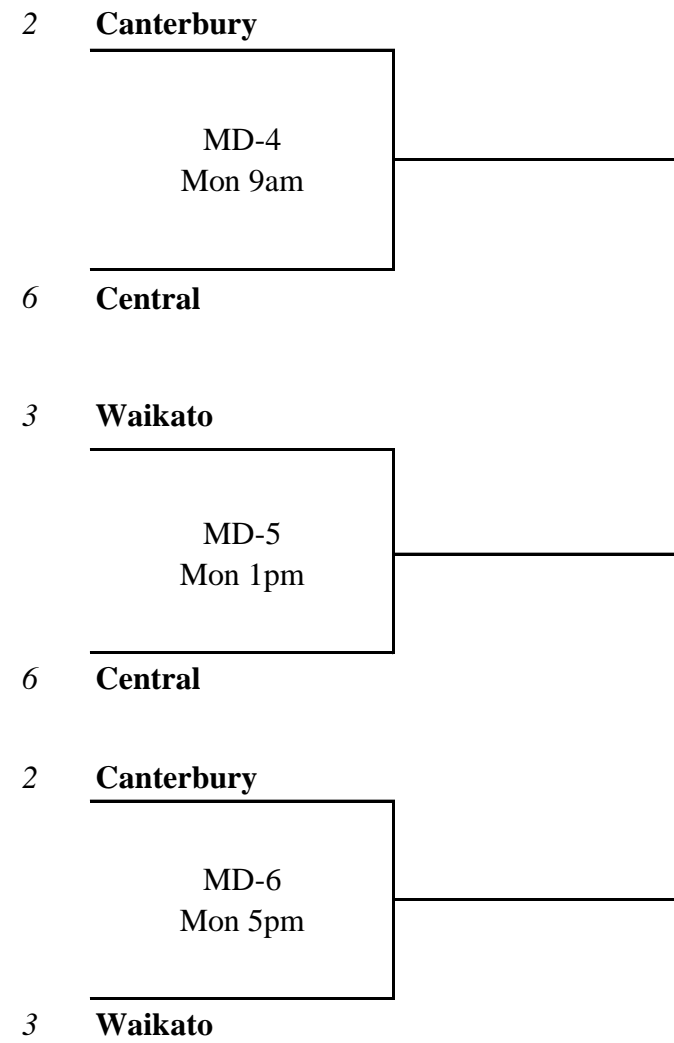 2 Canterbury
MD-4
Mon 9am
6 Central
3 Waikato
MD-5
Mon 1pm
6 Central
2 Canterbury
MD-6
Mon 5pm
3 Waikato